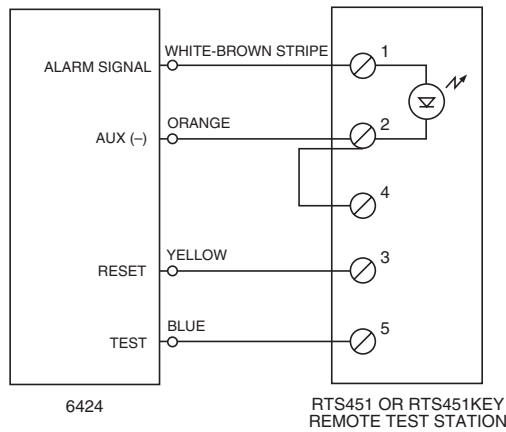 WHITE-BROWN STRIPE
1
ALARM SIGNAL
ORANGE
2
AUX (–)
4
YELLOW
3
RESET
BLUE
5
TEST
6424
RTS451 OR RTS451KEY
REMOTE TEST STATION